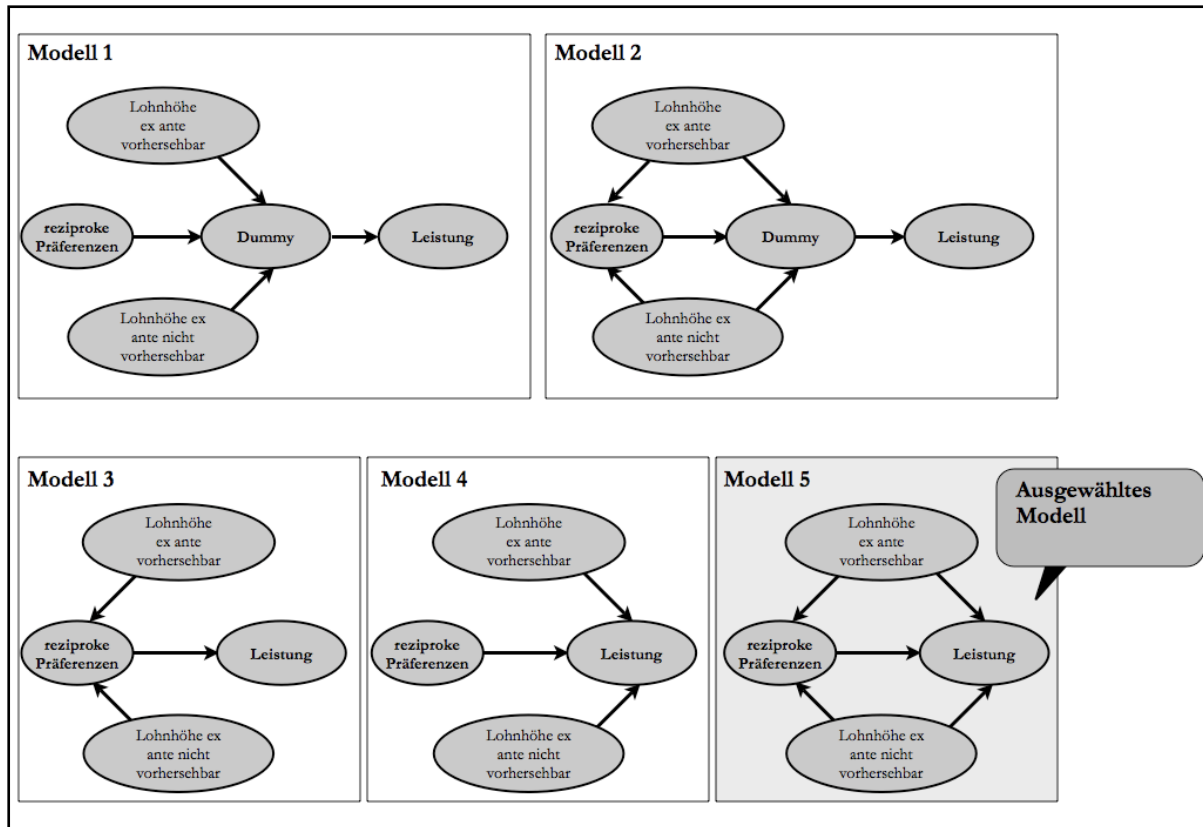 Modell 1
Lohnhöhe
ex ante
vorhersehbar
reziproke
Präferenzen
Dummy
Leistung
Lohnhöhe ex
ante nicht
vorhersehbar
Modell 2
Lohnhöhe
ex ante
vorhersehbar
reziproke
Präferenzen
Dummy
Leistung
Lohnhöhe ex
ante nicht
vorhersehbar
Modell 3
Lohnhöhe
ex ante
vorhersehbar
reziproke
Präferenzen
Leistung
Lohnhöhe ex
ante nicht
vorhersehbar
Modell 4
Lohnhöhe
ex ante
vorhersehbar
reziproke
Präferenzen
Leistung
Lohnhöhe ex
ante nicht
vorhersehbar
Modell 5
Lohnhöhe
ex ante
vorhersehbar
reziproke
Präferenzen
Leistung
Lohnhöhe ex
ante nicht
vorhersehbar
Ausgewähltes
Modell